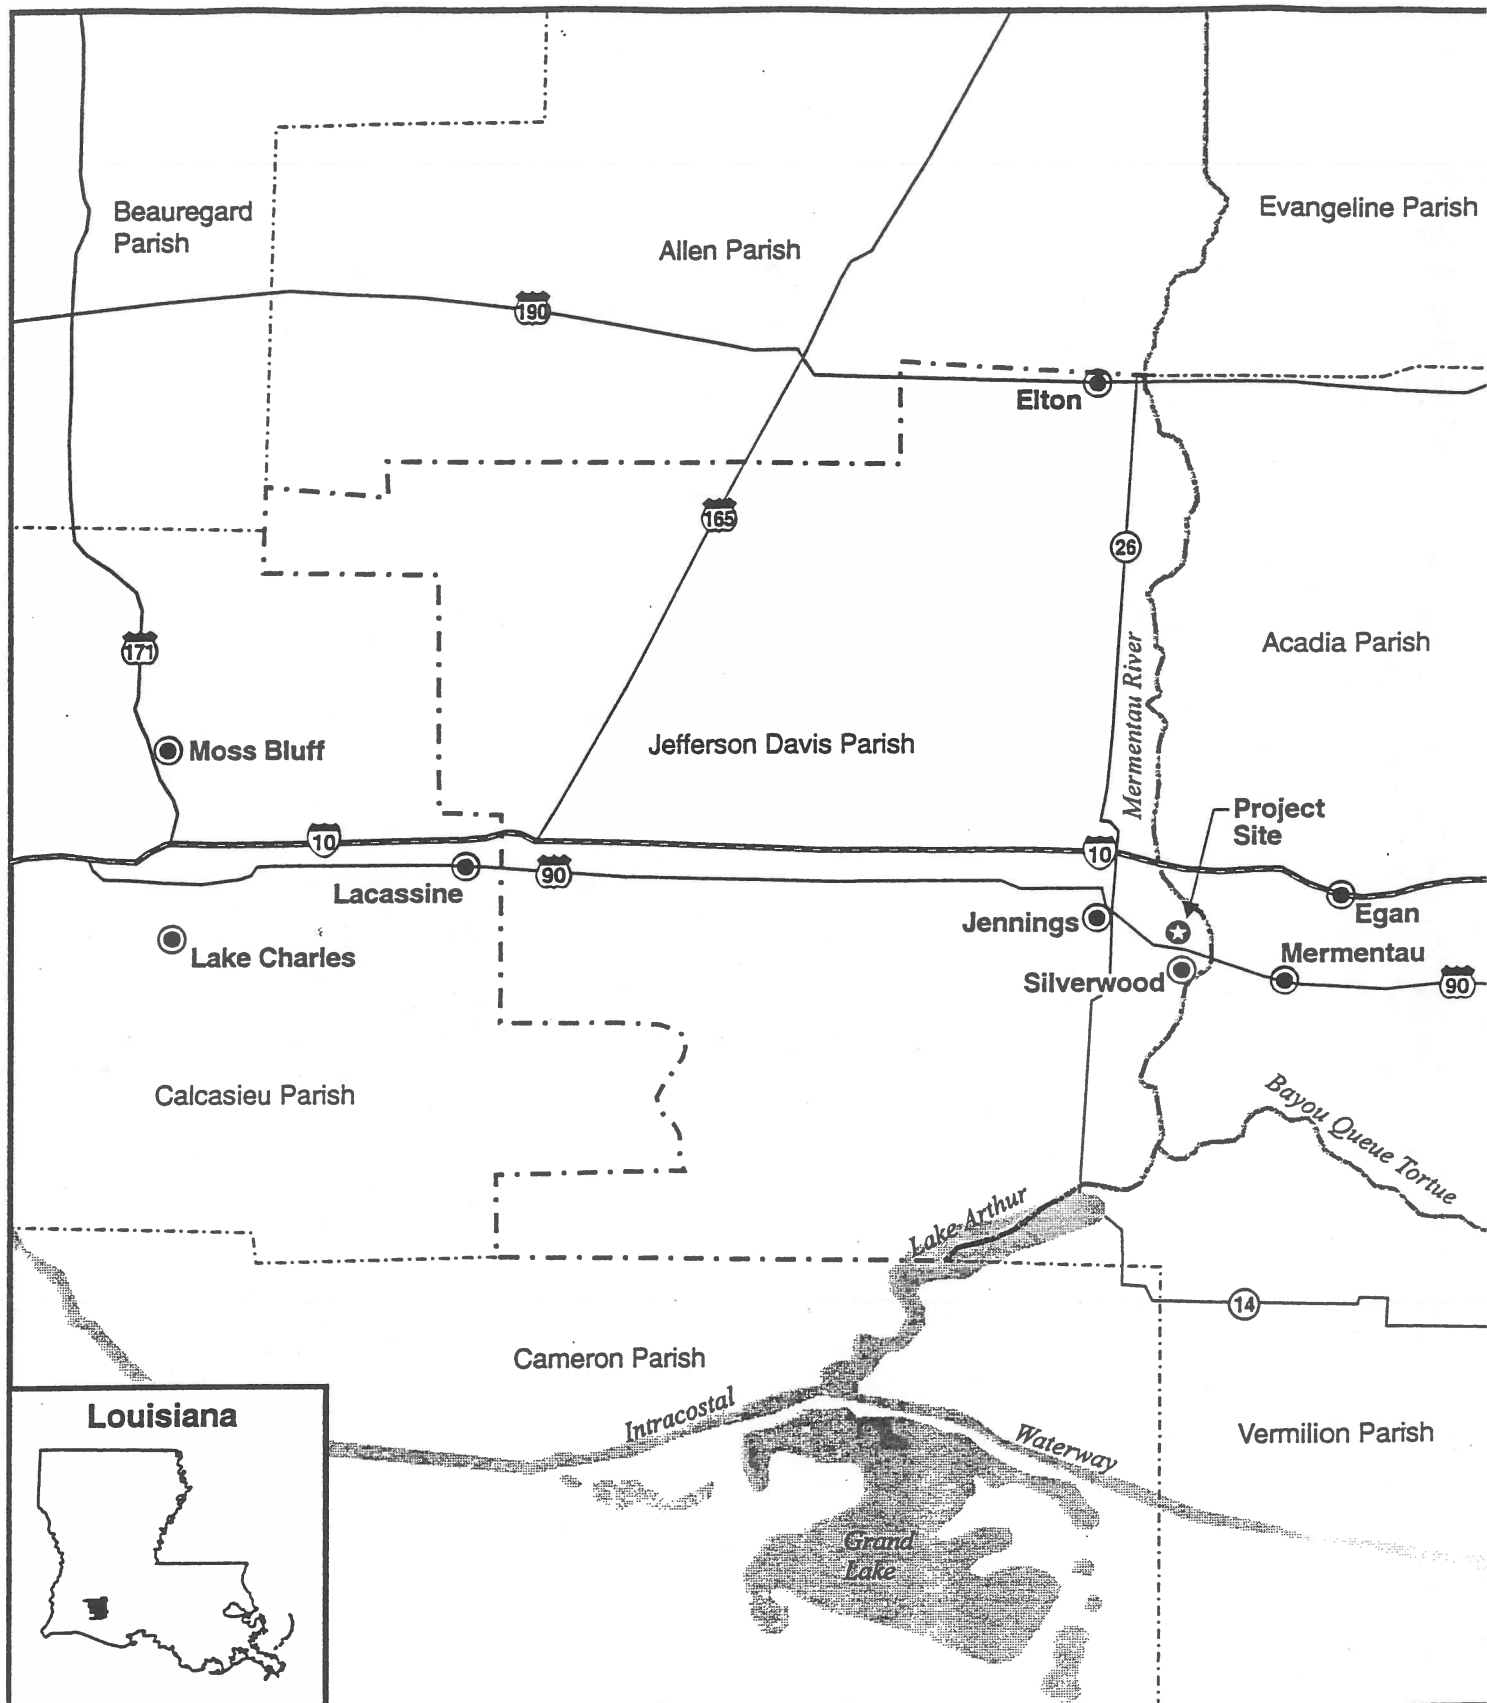 Beauregard
Parish
Evangeline Parish
Allen Parish
190
Elton
165
26
171
Acadia Parish
Mermentau River
Moss Bluff
Jefferson Davis Parish
Project
Site
10
10
Lacassine
90
Jennings
Egan
Lake Charles
Silverwood
Mermentau
90
Calcasieu Parish
Bayou Queue Tortue
Lake Arthur
14
Cameron Parish
Intracostal
Waterway
Vermilion Parish
Louisiana
Grand
Lake